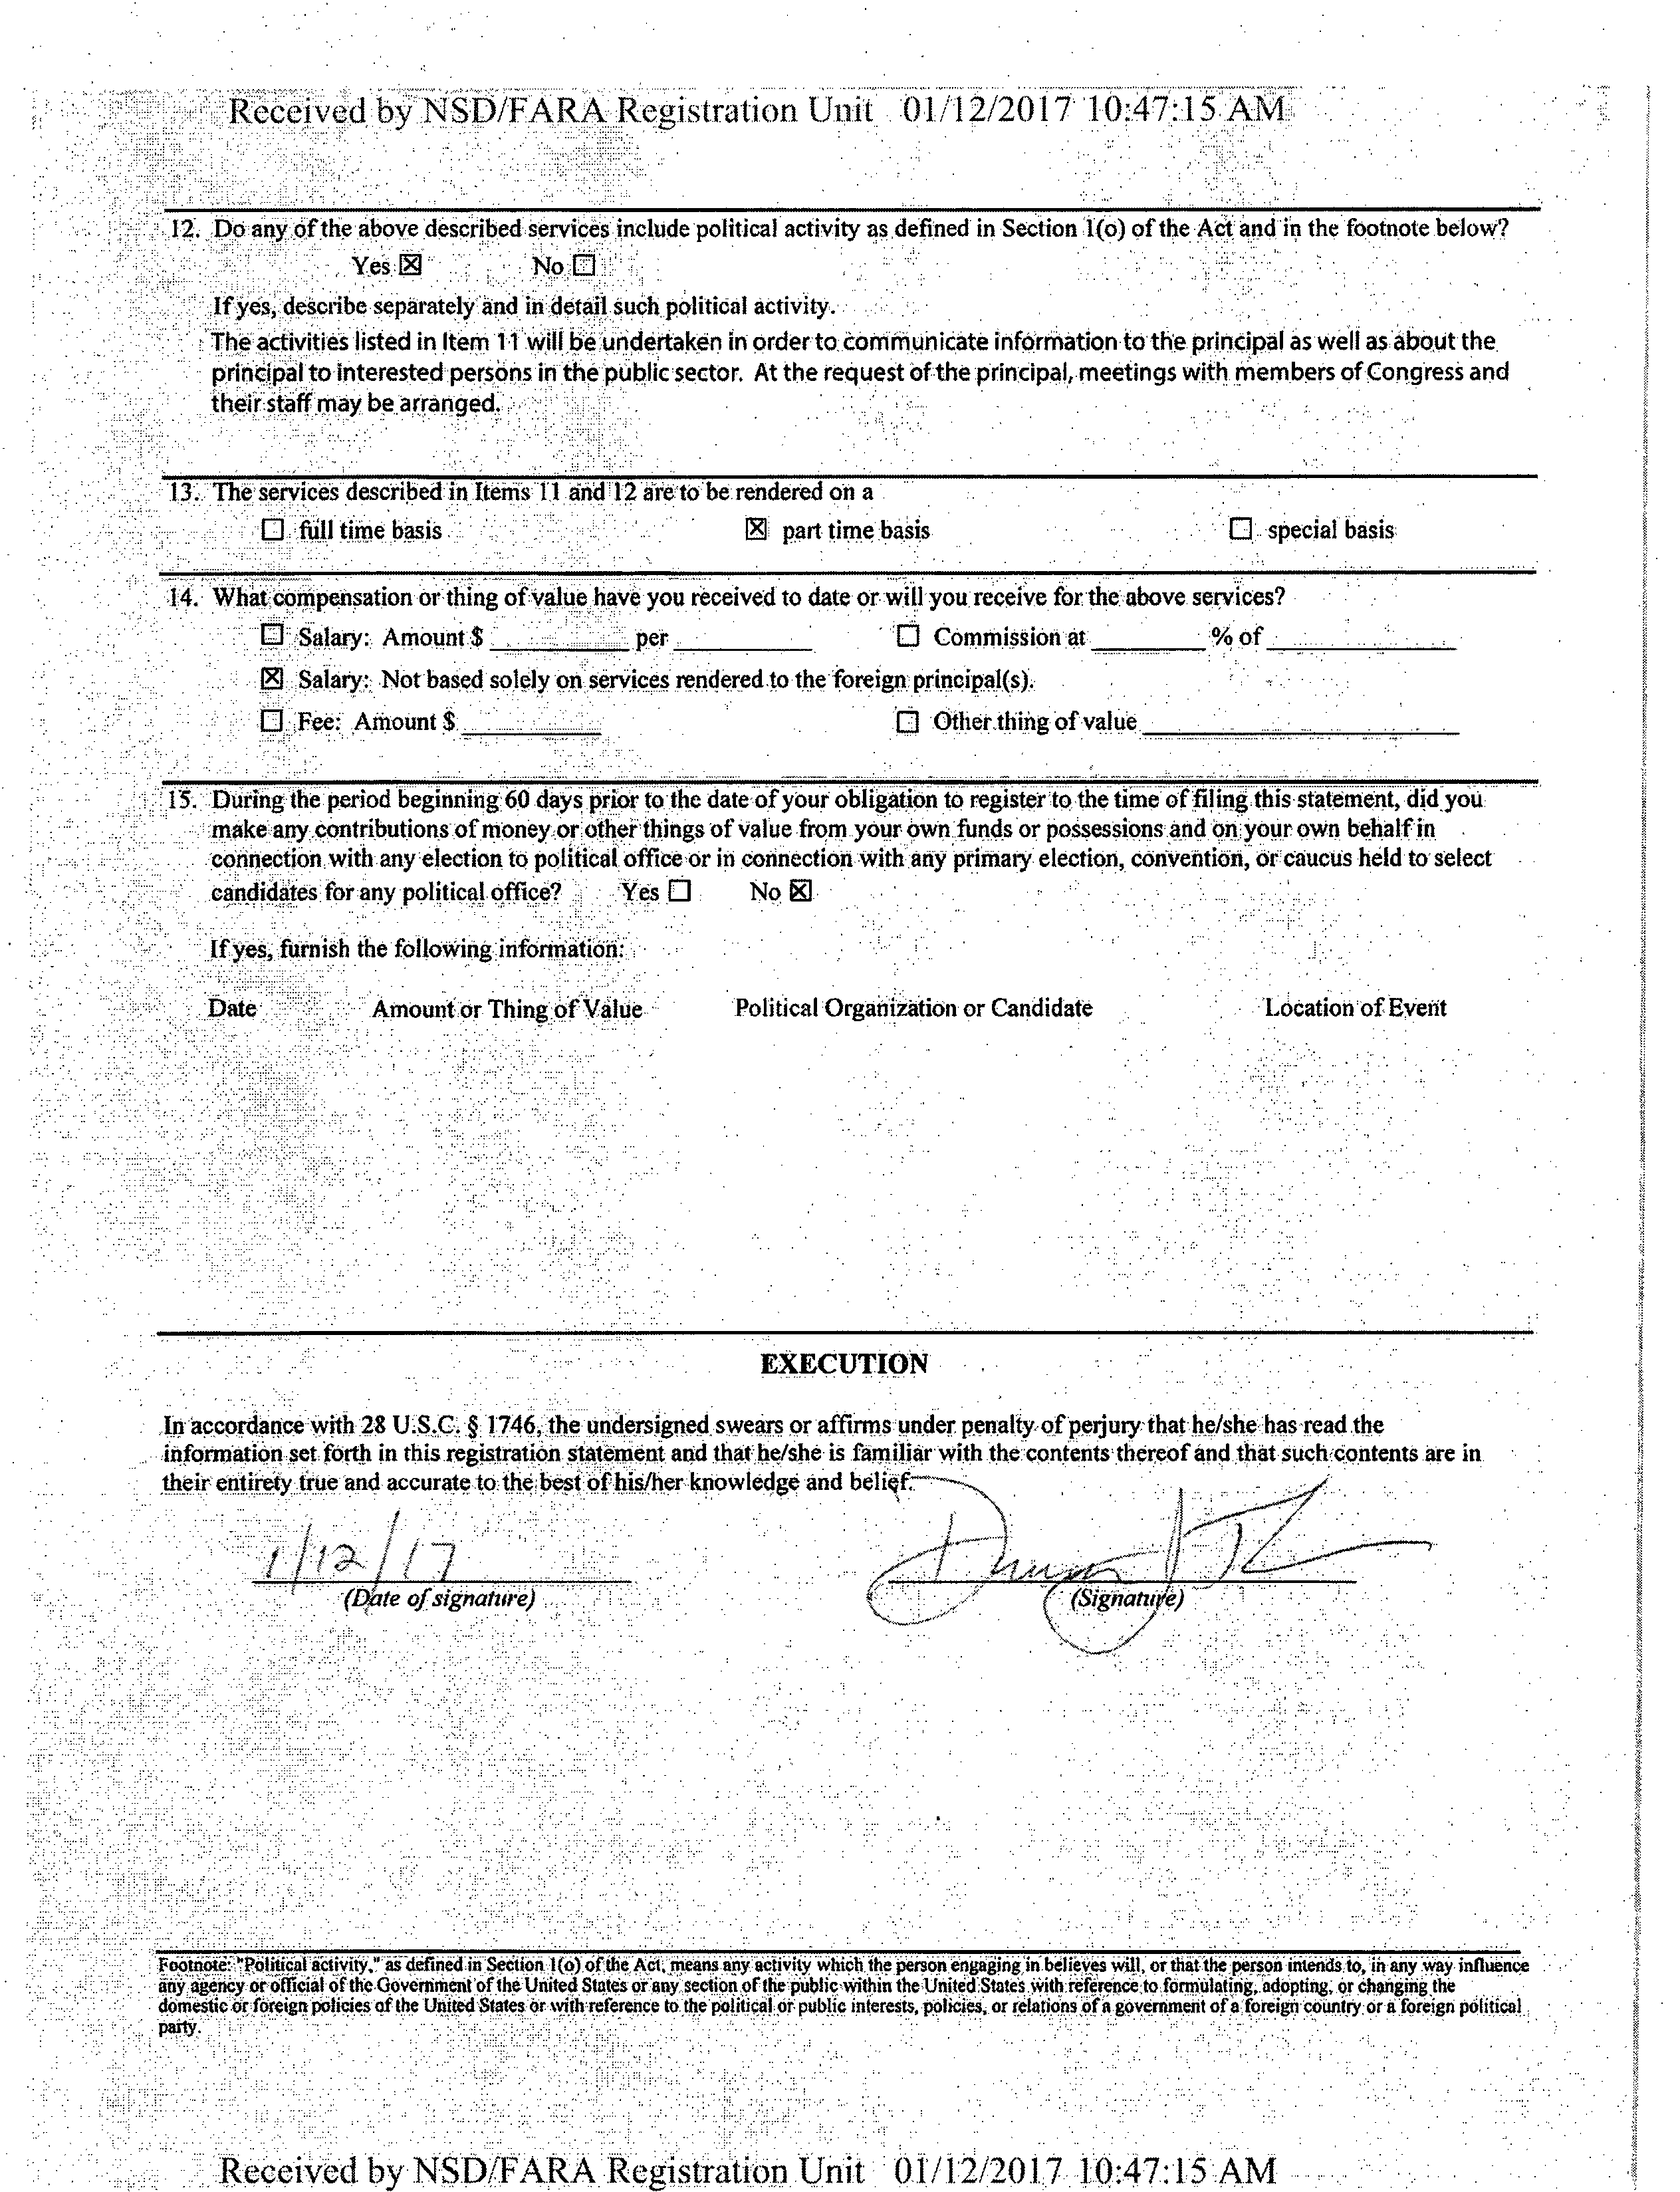 Received by NSD/FARA Registration Unit 01/12/2017 10:47:15 AM
12. Do any of the above described services include political activity as defined in Section 1(o) of the Act and in the footnote below?
Yes ☒ No ☐
If yes, describe separately and in detail such political activity.
The activities listed in Item 11 will be undertaken in order to communicate information to the principal as well as about the
principal to interested persons in the public sector. At the request of the principal, meetings with members of Congress and
their staff may be arranged.
13. The services described in Items 11 and 12 are to be rendered on a
☐ full time basis ☒ part time basis ☐ special basis
14. What compensation or thing of value have you received to date or will you receive for the above services?
☐ Salary: Amount $ ________ per ________ ☐ Commission at ________ % of ________
☒ Salary: Not based solely on services rendered to the foreign principal(s).
☐ Fee: Amount $ ________ ☐ Other thing of value ________
15. During the period beginning 60 days prior to the date of your obligation to register to the time of filing this statement, did you
make any contributions of money or other things of value from your own funds or possessions and on your own behalf in
connection with any election to political office or in connection with any primary election, convention, or caucus held to select
candidates for any political office? Yes ☐ No ☒
If yes, furnish the following information:
Date Amount or Thing of Value Political Organization or Candidate Location of Event
EXECUTION
In accordance with 28 U.S.C. § 1746, the undersigned swears or affirms under penalty of perjury that he/she has read the
information set forth in this registration statement and that he/she is familiar with the contents thereof and that such contents are in
their entirety true and accurate to the best of his/her knowledge and belief.
1/12/17
(Date of signature) (Signature)
Footnote: "Political activity," as defined in Section 1(o) of the Act, means any activity which the person engaging in believes will, or that the person intends to, in any way influence
any agency or official of the Government of the United States or any section of the public within the United States with reference to formulating, adopting, or changing the
domestic or foreign policies of the United States or with reference to the political or public interests, policies, or relations of a government of a foreign country or a foreign political
party.
Received by NSD/FARA Registration Unit 01/12/2017 10:47:15 AM